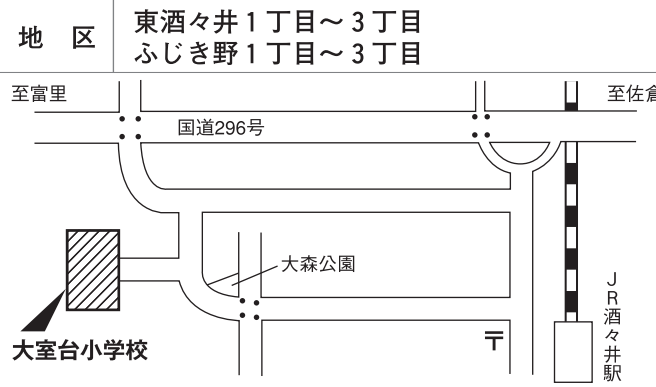 地区
東酒々井1丁目～3丁目
ふじき野1丁目～3丁目
至富里
至佐倉
国道296号
大森公園
JR酒々井駅
〒
大室台小学校